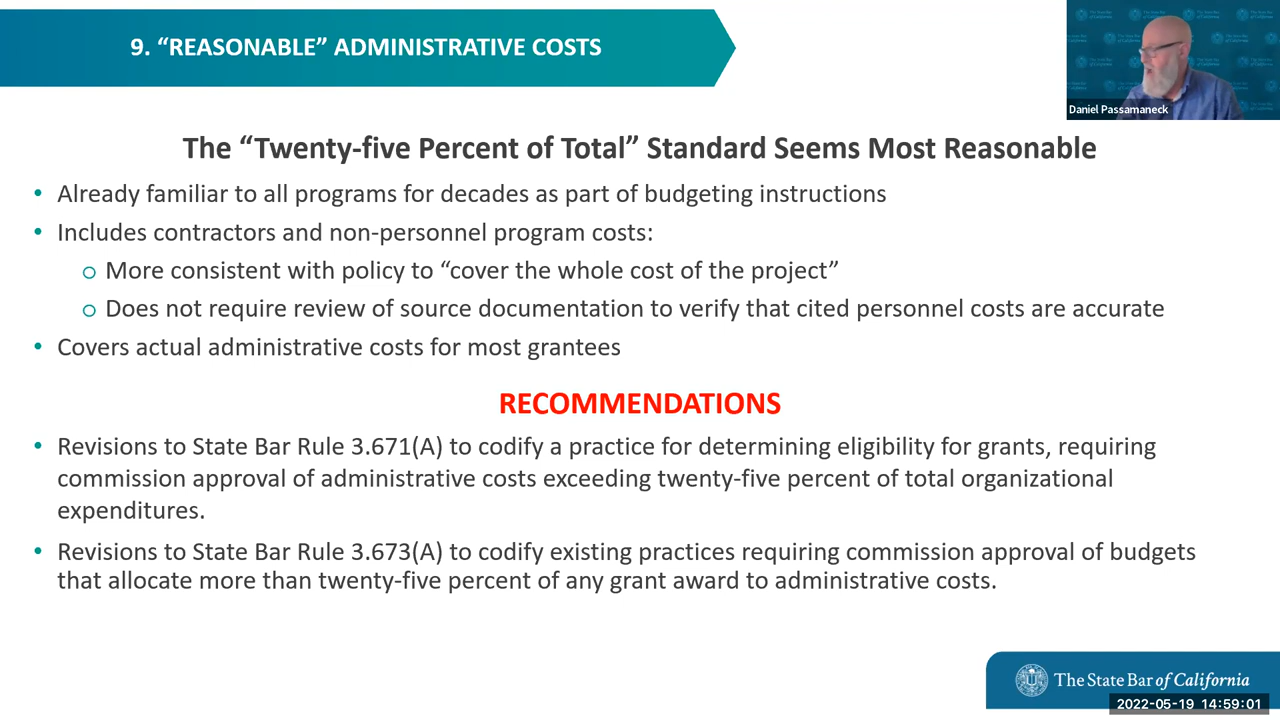 9. “REASONABLE” ADMINISTRATIVE COSTS
Daniel Passamaneck
The “Twenty-five Percent of Total” Standard Seems Most Reasonable
• Already familiar to all programs for decades as part of budgeting instructions
• Includes contractors and non-personnel program costs:
o More consistent with policy to “cover the whole cost of the project”
o Does not require review of source documentation to verify that cited personnel costs are accurate
• Covers actual administrative costs for most grantees
RECOMMENDATIONS
• Revisions to State Bar Rule 3.671(A) to codify a practice for determining eligibility for grants, requiring
commission approval of administrative costs exceeding twenty-five percent of total organizational
expenditures.
• Revisions to State Bar Rule 3.673(A) to codify existing practices requiring commission approval of budgets
that allocate more than twenty-five percent of any grant award to administrative costs.
The State Bar of California
2022-05-19 14:59:01